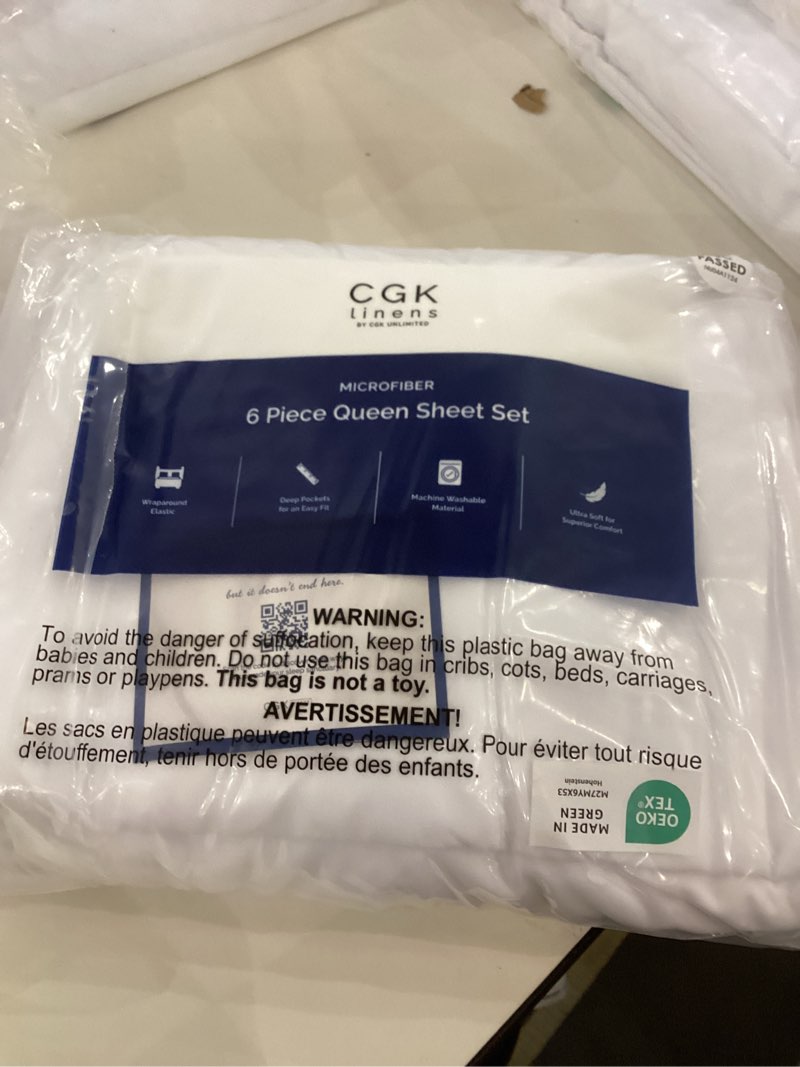 PASSED
CGK
linens
BY CGK UNLIMITED
MICROFIBER
6 Piece Queen Sheet Set
Wraparound
Elastic
Deep Pockets
for an Easy Fit
Machine Washable
Material
Ultra Soft for
Superior Comfort
but it doesn't end here.
WARNING:
To avoid the danger of suffocation, keep this plastic bag away from
babies and children. Do not use this bag in cribs, cots, beds, carriages,
prams or playpens. This bag is not a toy.
AVERTISSEMENT!
Les sacs en plastique peuvent être dangereux. Pour éviter tout risque
d'étouffement, tenir hors de portée des enfants.
OEKO
TEX®
MADE IN
GREEN
M27MY6XS3
Hohenstein